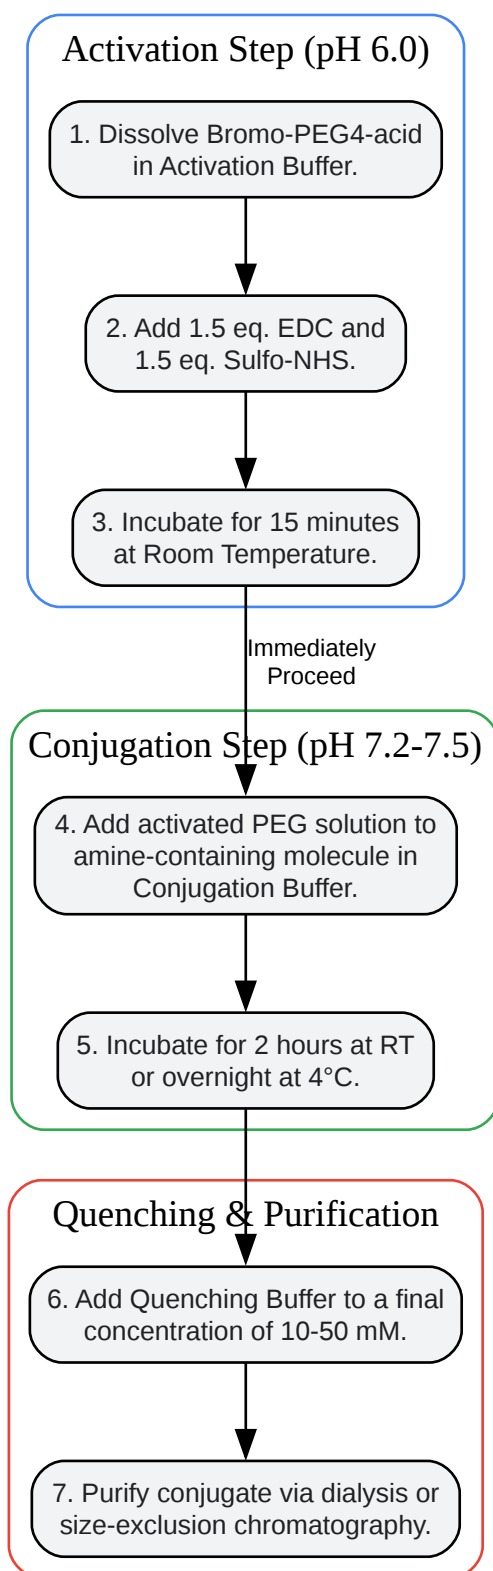 Activation Step (pH 6.0)
1. Dissolve Bromo-PEG4-acid
in Activation Buffer.
2. Add 1.5 eq. EDC and
1.5 eq. Sulfo-NHS.
3. Incubate for 15 minutes
at Room Temperature.
Immediately
Proceed
Conjugation Step (pH 7.2-7.5)
4. Add activated PEG solution to
amine-containing molecule in
Conjugation Buffer.
5. Incubate for 2 hours at RT
or overnight at 4°C.
Quenching & Purification
6. Add Quenching Buffer to a final
concentration of 10-50 mM.
7. Purify conjugate via dialysis or
size-exclusion chromatography.